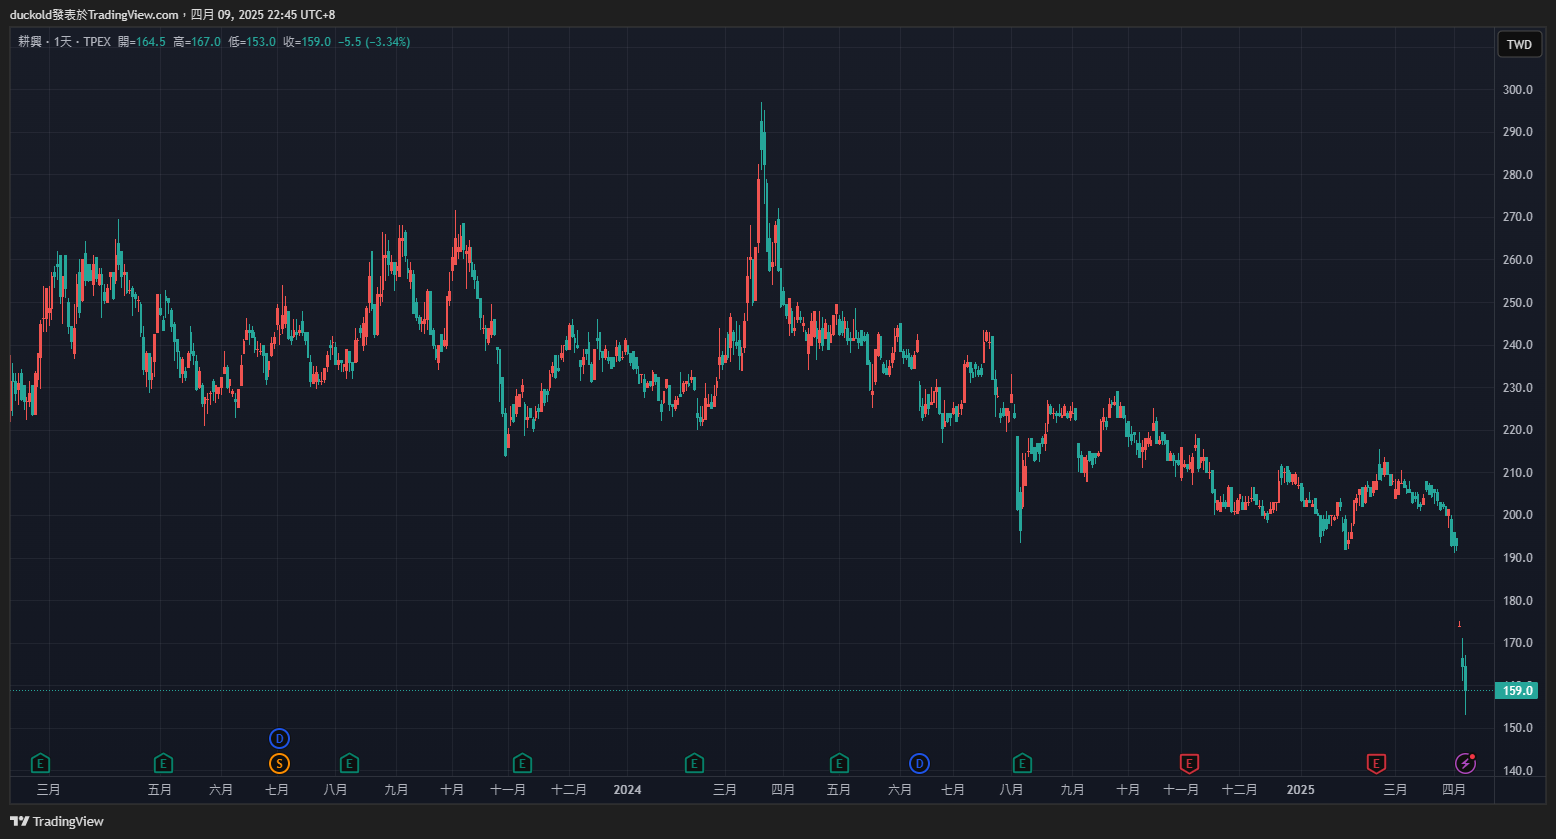 duckold發表於TradingView.com，四月 09, 2025 22:45 UTC+8
耕興 · 1天 · TPEX 開=164.5 高=167.0 低=153.0 收=159.0 −5.5 (−3.34%)
TWD
300.0
290.0
280.0
270.0
260.0
250.0
240.0
230.0
220.0
210.0
200.0
190.0
180.0
170.0
159.0
150.0
140.0
D
E E S E E E E D E E E
三月 五月 六月 七月 八月 九月 十月 十一月 十二月 2024 三月 四月 五月 六月 七月 八月 九月 十月 十一月 十二月 2025 三月 四月
TradingView